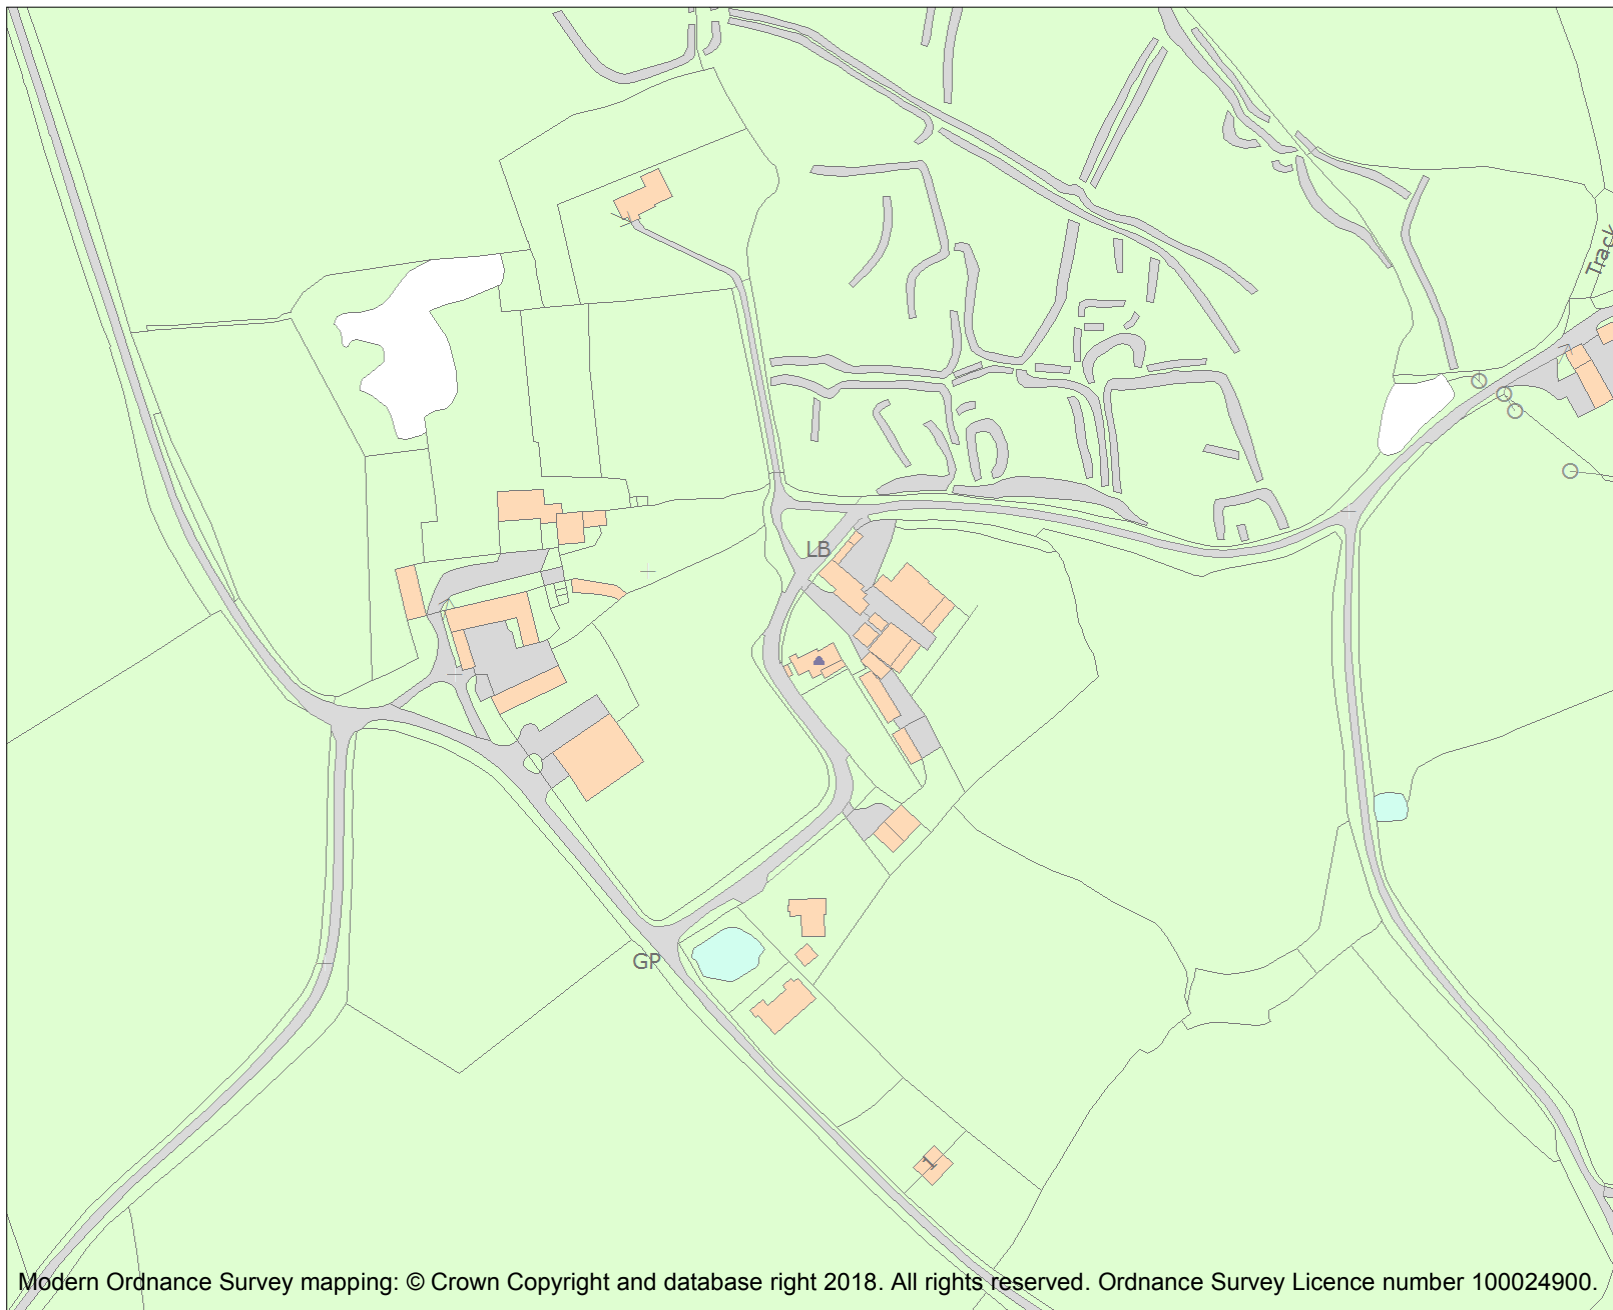 Track
LB
GP
1
Modern Ordnance Survey mapping: © Crown Copyright and database right 2018. All rights reserved. Ordnance Survey Licence number 100024900.